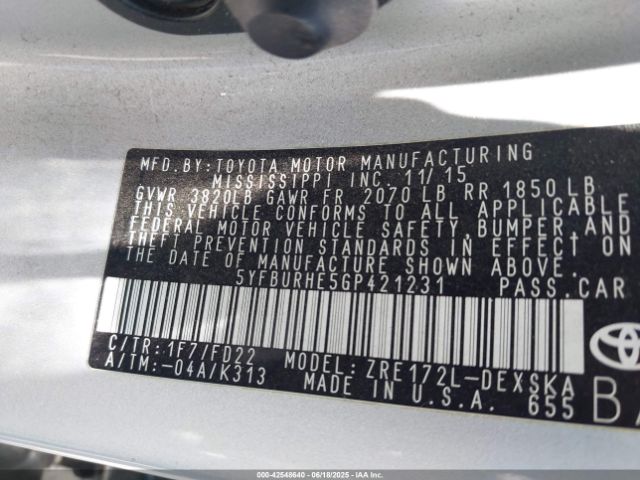 MFD.BY:TOYOTA MOTOR MANUFACTURING
MISSISSIPPI INC. 11/15
GVWR 3820LB GAWR FR 2070 LB RR 1850 LB
THIS VEHICLE CONFORMS TO ALL APPLICABLE
FEDERAL MOTOR VEHICLE SAFETY, BUMPER AND
THEFT PREVENTION STANDARDS IN EFFECT ON
THE DATE OF MANUFACTURE SHOWN ABOVE.
5YFBURHE5GP421231 PASS.CAR
C/TR:1F7/FD22 MODEL:ZRE172L-DEXSKA
A/TM:-04A/K313 MADE IN U.S.A. 655
BA
000-42548640 - 06/18/2025 - IAAI.COM